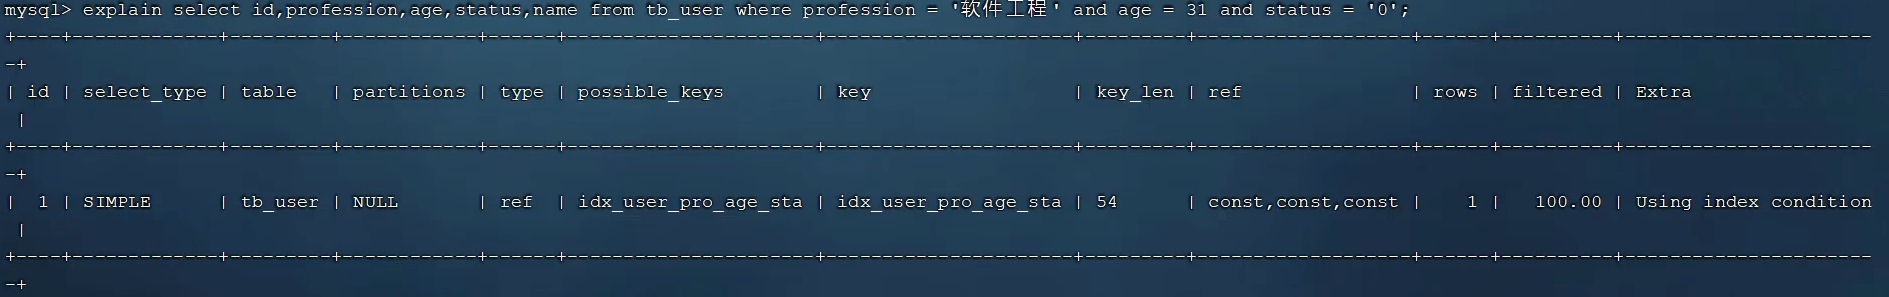 mysql> explain select id,profession,age,status,name from tb_user where profession = '软件工程' and age = 31 and status = '0';
+----+-------------+---------+------------+------+----------------------+----------------------+---------+-------------------+------+----------+----------------------
-+
| id | select_type | table   | partitions | type | possible_keys        | key                  | key_len | ref               | rows | filtered | Extra
 |
+----+-------------+---------+------------+------+----------------------+----------------------+---------+-------------------+------+----------+----------------------
-+
|  1 | SIMPLE      | tb_user | NULL       | ref  | idx_user_pro_age_sta | idx_user_pro_age_sta | 54      | const,const,const |    1 |   100.00 | Using index condition
 |
+----+-------------+---------+------------+------+----------------------+----------------------+---------+-------------------+------+----------+----------------------
-+